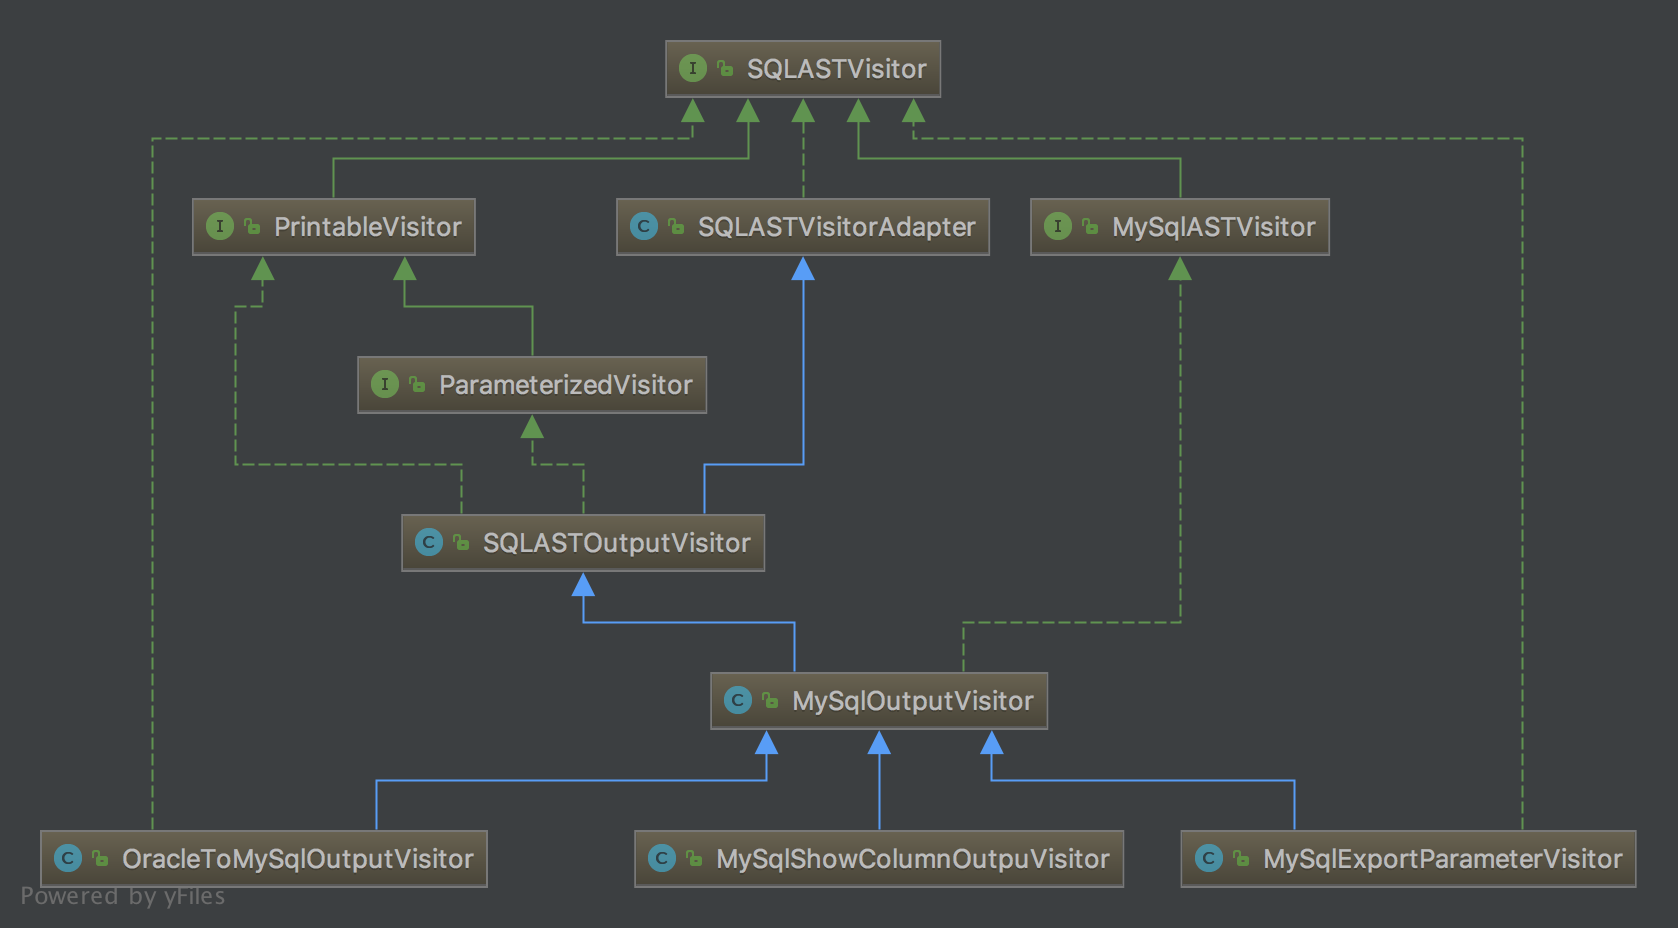 I SQLASTVisitor
I PrintableVisitor
C SQLASTVisitorAdapter
I MySqlASTVisitor
I ParameterizedVisitor
C SQLASTOutputVisitor
C MySqlOutputVisitor
C OracleToMySqlOutputVisitor
C MySqlShowColumnOutpuVisitor
C MySqlExportParameterVisitor
Powered by yFiles